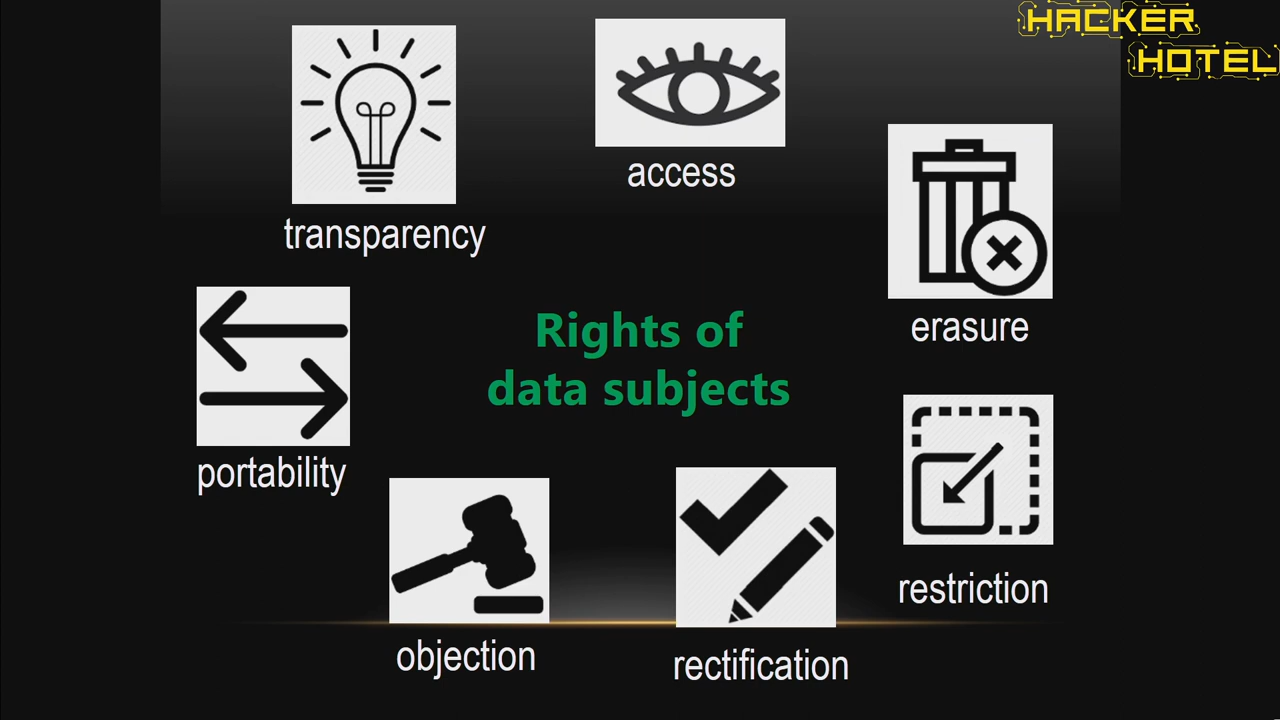 HACKER
HOTEL
transparency
access
erasure
Rights of
data subjects
portability
restriction
objection
rectification